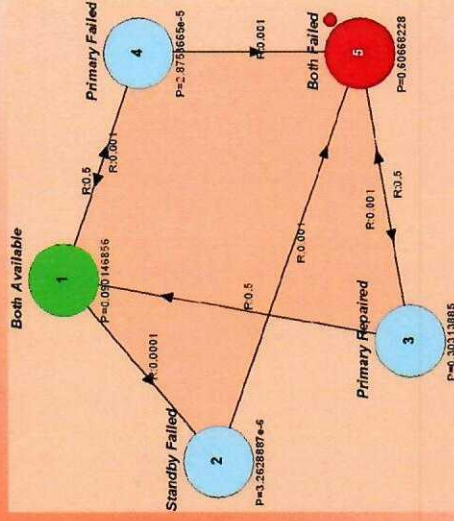 Both Available
1
P=0.090146856
Primary Failed
4
P=2.8758665e-5
Both Failed
5
P=0.60668228
Standby Failed
2
P=3.2628887e-6
Primary Repaired
3
P=0.30313885
R:0.5
R:0.001
R:0.001
R:0.0001
R:0.5
R:0.001
R:0.001
R:0.5